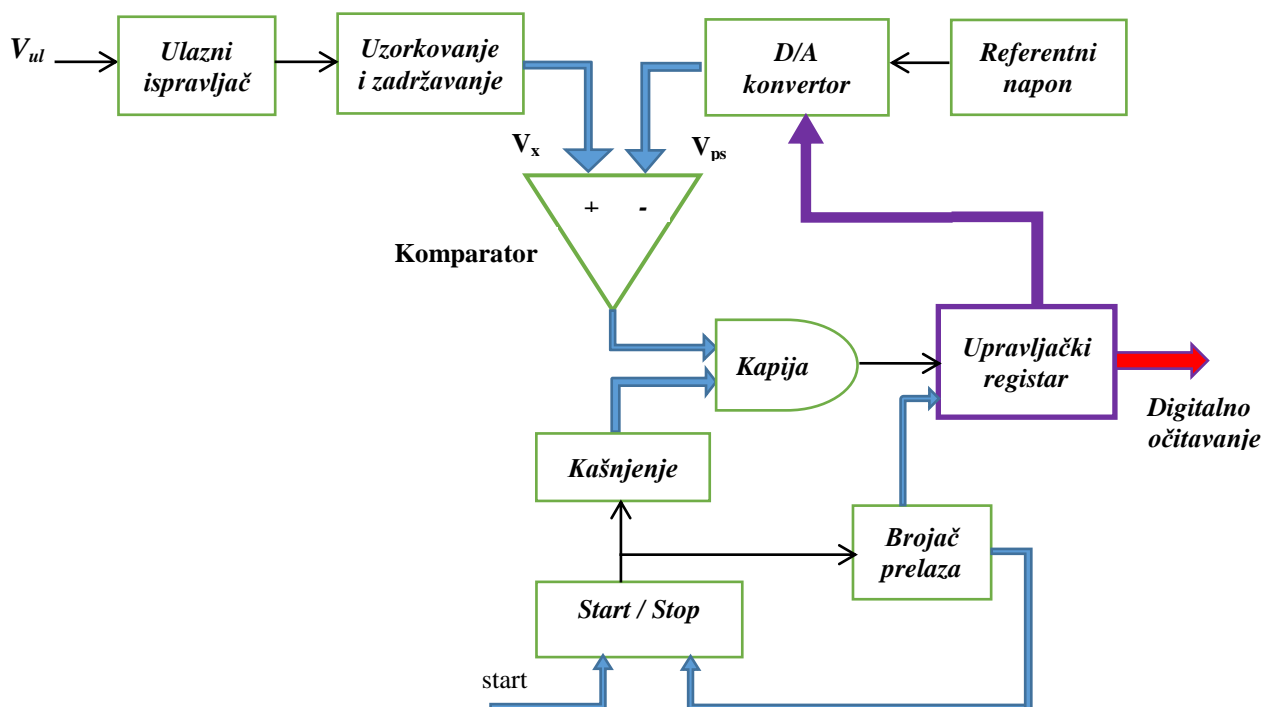 V_ul
Ulazni
ispravljač
Uzorkovanje
i zadržavanje
D/A
konvertor
Referentni
napon
V_x
V_ps
+ -
Komparator
Kapija
Upravljački
registar
Digitalno
očitavanje
Kašnjenje
Brojač
prelaza
Start / Stop
start